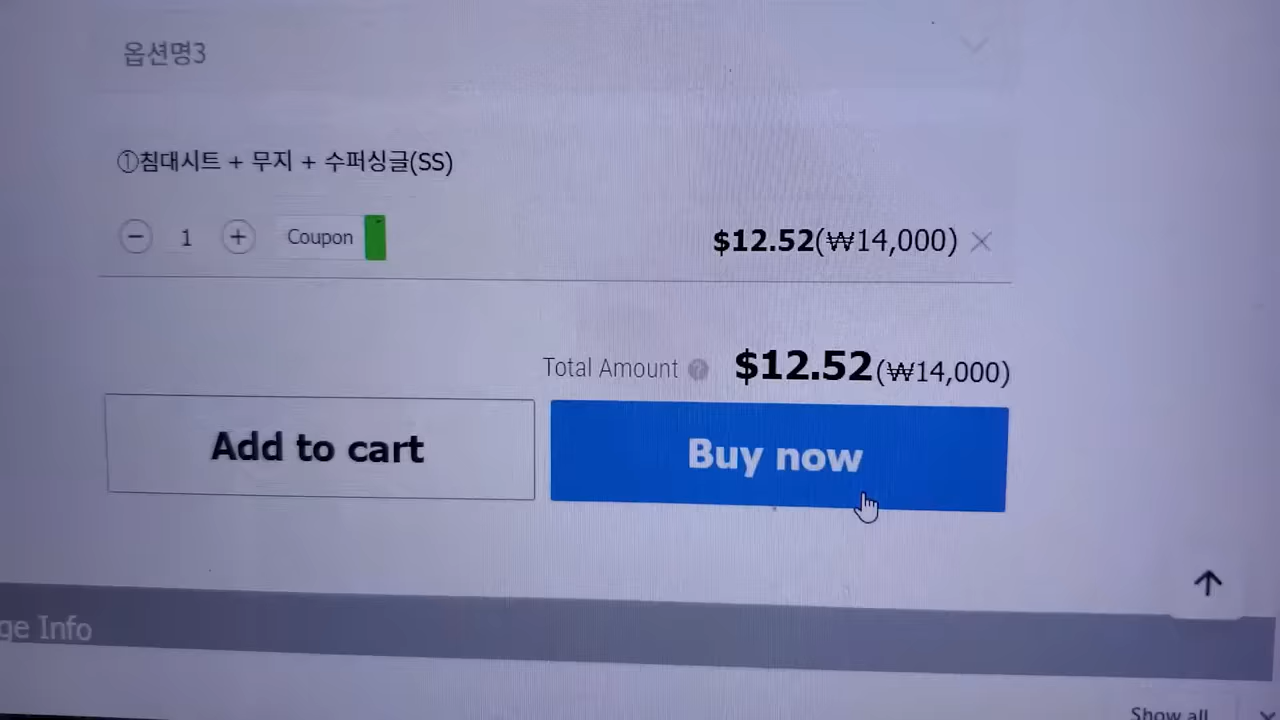 옵션명3
①침대시트 + 무지 + 수퍼싱글(SS)
1 Coupon $12.52(₩14,000)
Total Amount ? $12.52(₩14,000)
Add to cart
Buy now
ge Info
Show all